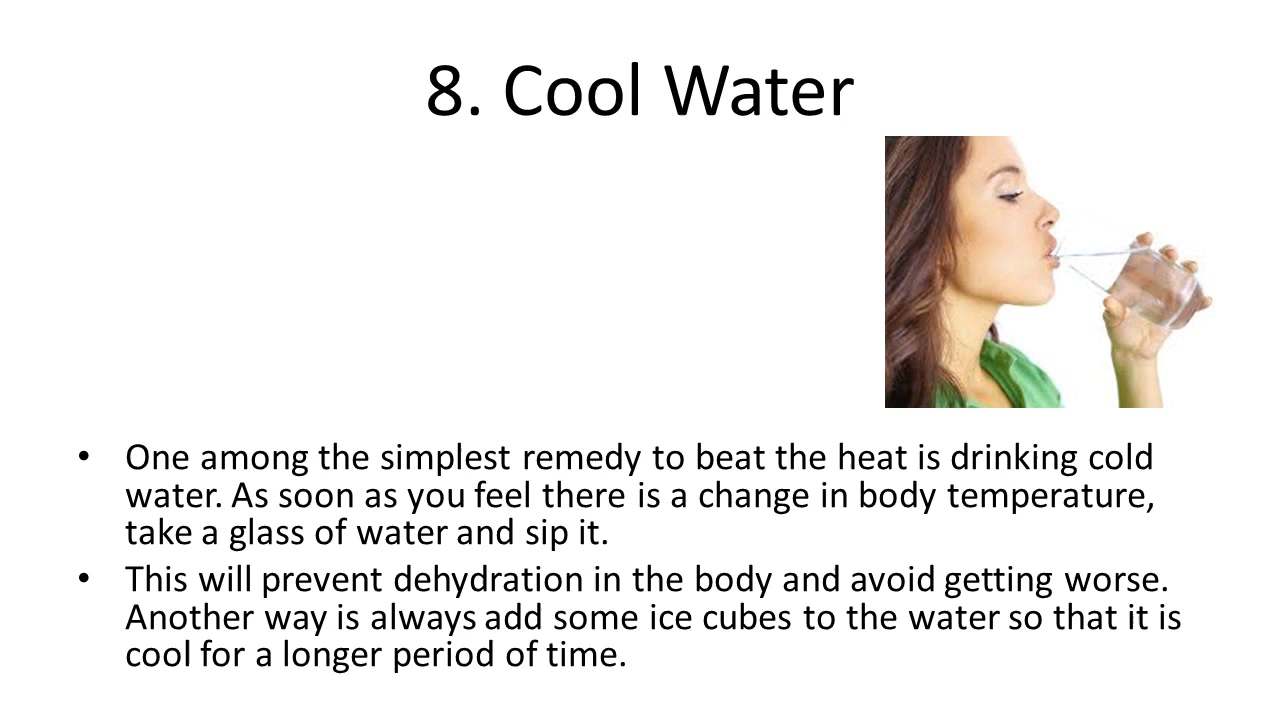 8. Cool Water
• One among the simplest remedy to beat the heat is drinking cold
water. As soon as you feel there is a change in body temperature,
take a glass of water and sip it.
• This will prevent dehydration in the body and avoid getting worse.
Another way is always add some ice cubes to the water so that it is
cool for a longer period of time.